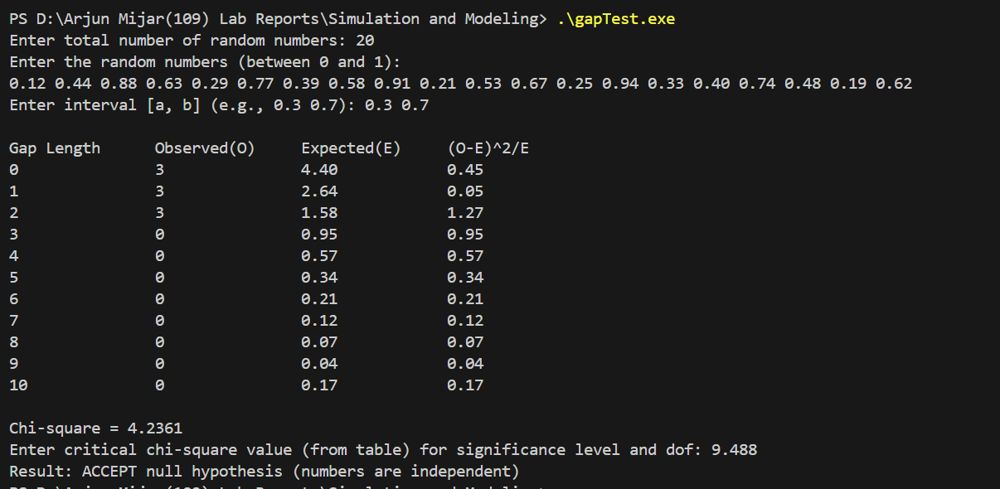 PS D:\Arjun Mijar(109) Lab Reports\Simulation and Modeling> .\gapTest.exe
Enter total number of random numbers: 20
Enter the random numbers (between 0 and 1):
0.12 0.44 0.88 0.63 0.29 0.77 0.39 0.58 0.91 0.21 0.53 0.67 0.25 0.94 0.33 0.40 0.74 0.48 0.19 0.62
Enter interval [a, b] (e.g., 0.3 0.7): 0.3 0.7
Gap Length Observed(O) Expected(E) (O-E)^2/E
0 3 4.40 0.45
1 3 2.64 0.05
2 3 1.58 1.27
3 0 0.95 0.95
4 0 0.57 0.57
5 0 0.34 0.34
6 0 0.21 0.21
7 0 0.12 0.12
8 0 0.07 0.07
9 0 0.04 0.04
10 0 0.17 0.17
Chi-square = 4.2361
Enter critical chi-square value (from table) for significance level and dof: 9.488
Result: ACCEPT null hypothesis (numbers are independent)
PS D:\Arjun Mijar(109) Lab Reports\Simulation and Modeling>